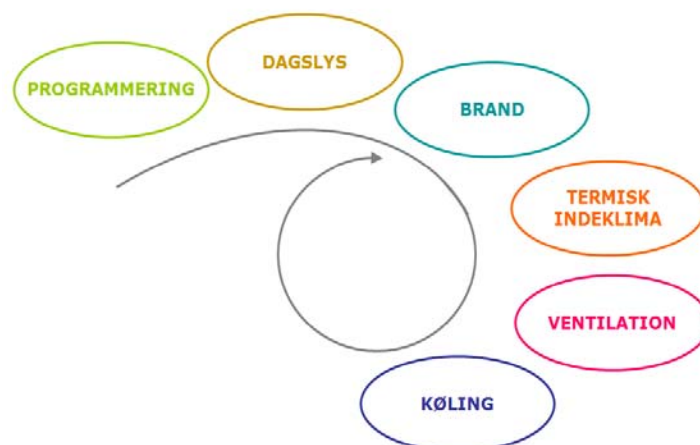 PROGRAMMERING
DAGSLYS
BRAND
TERMISK
INDEKLIMA
VENTILATION
KØLING